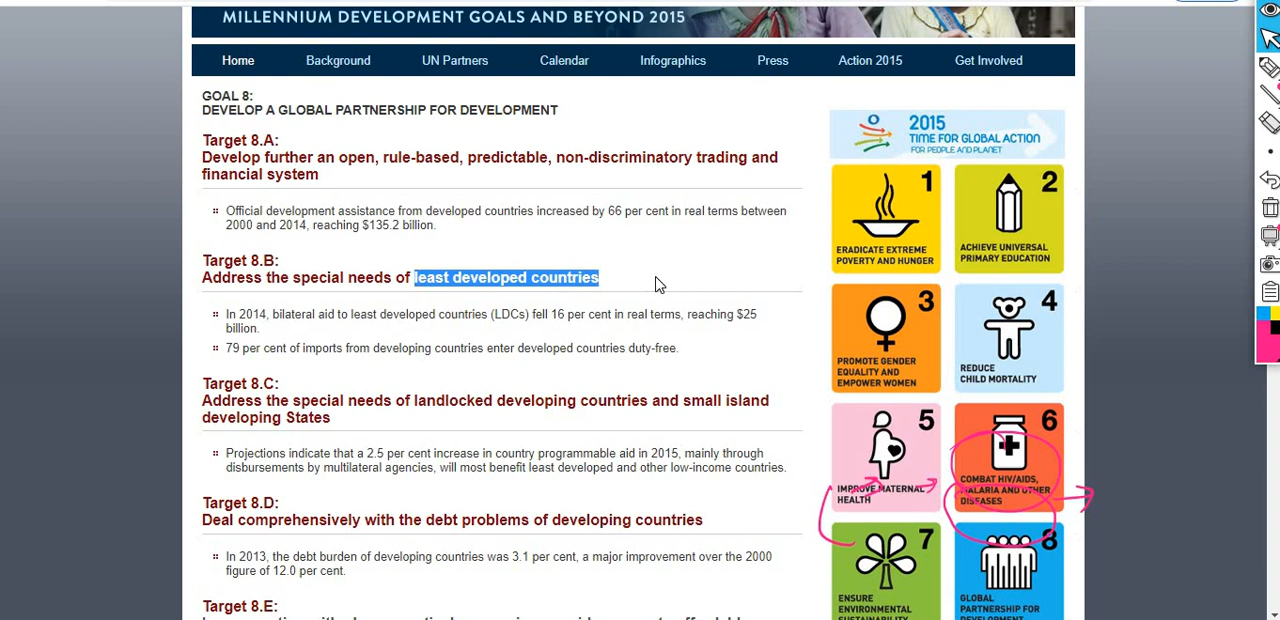 MILLENNIUM DEVELOPMENT GOALS AND BEYOND 2015
Home Background UN Partners Calendar Infographics Press Action 2015 Get Involved
GOAL 8:
DEVELOP A GLOBAL PARTNERSHIP FOR DEVELOPMENT
Target 8.A:
Develop further an open, rule-based, predictable, non-discriminatory trading and
financial system
Official development assistance from developed countries increased by 66 per cent in real terms between
2000 and 2014, reaching $135.2 billion.
Target 8.B:
Address the special needs of least developed countries
In 2014, bilateral aid to least developed countries (LDCs) fell 16 per cent in real terms, reaching $25
billion.
79 per cent of imports from developing countries enter developed countries duty-free.
Target 8.C:
Address the special needs of landlocked developing countries and small island
developing States
Projections indicate that a 2.5 per cent increase in country programmable aid in 2015, mainly through
disbursements by multilateral agencies, will most benefit least developed and other low-income countries.
Target 8.D:
Deal comprehensively with the debt problems of developing countries
In 2013, the debt burden of developing countries was 3.1 per cent, a major improvement over the 2000
figure of 12.0 per cent.
Target 8.E:
2015
TIME FOR GLOBAL ACTION
FOR PEOPLE AND PLANET
1
ERADICATE EXTREME
POVERTY AND HUNGER
2
ACHIEVE UNIVERSAL
PRIMARY EDUCATION
3
PROMOTE GENDER
EQUALITY AND
EMPOWER WOMEN
4
REDUCE
CHILD MORTALITY
5
IMPROVE MATERNAL
HEALTH
6
COMBAT HIV/AIDS,
MALARIA AND OTHER
DISEASES
7
ENSURE
ENVIRONMENTAL
SUSTAINABILITY
8
GLOBAL
PARTNERSHIP FOR
DEVELOPMENT